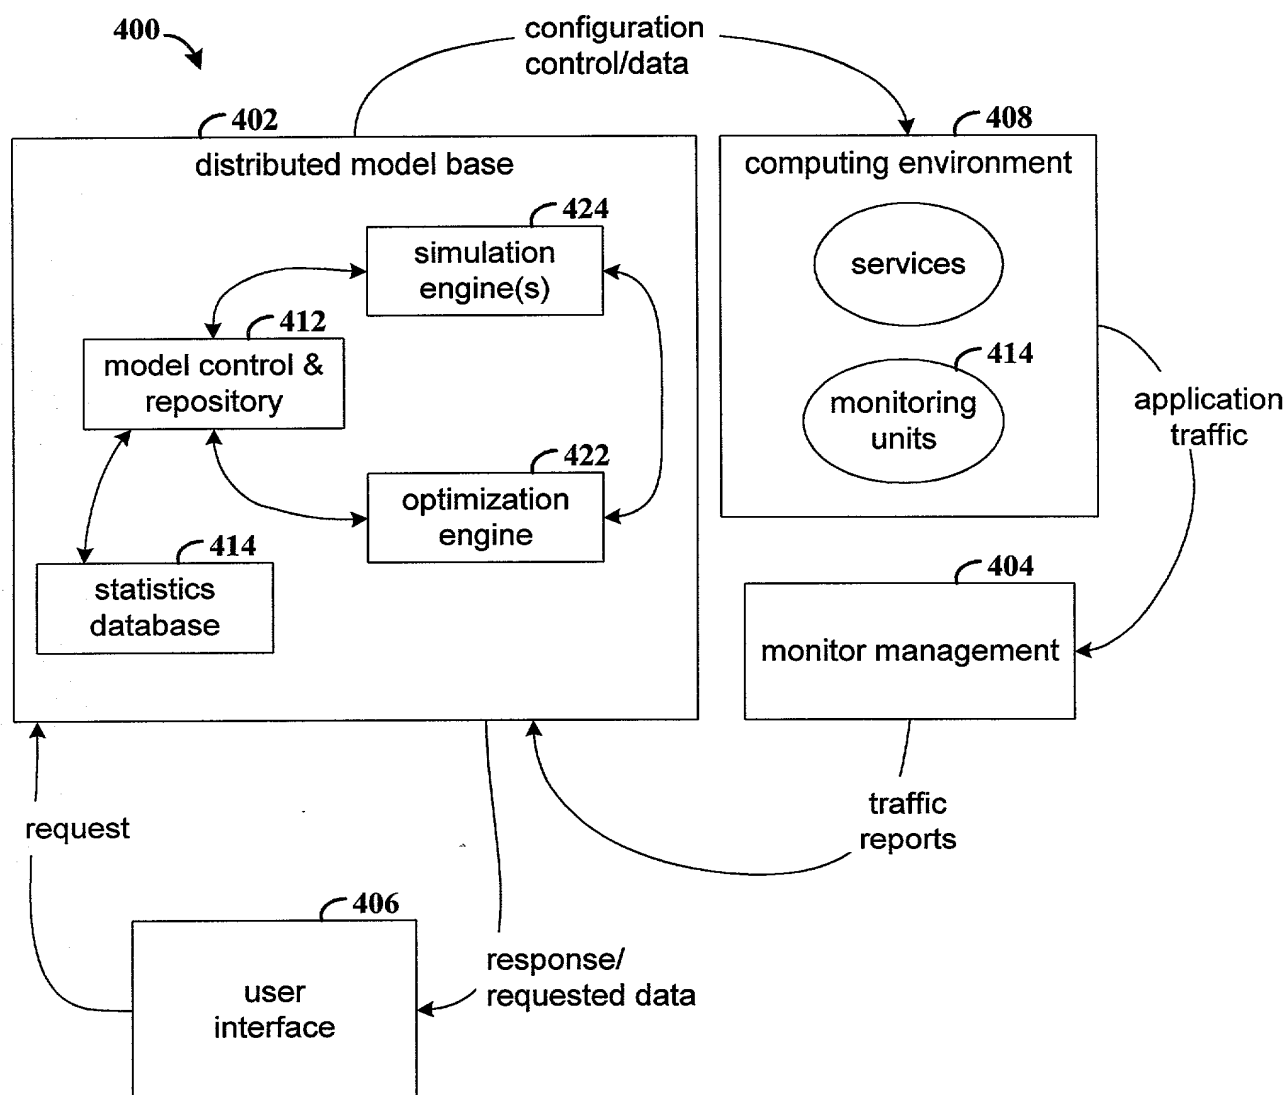 400
configuration
control/data
402
distributed model base
424
simulation
engine(s)
412
model control &
repository
422
optimization
engine
414
statistics
database
408
computing environment
services
414
monitoring
units
application
traffic
404
monitor management
traffic
reports
request
response/
requested data
406
user
interface